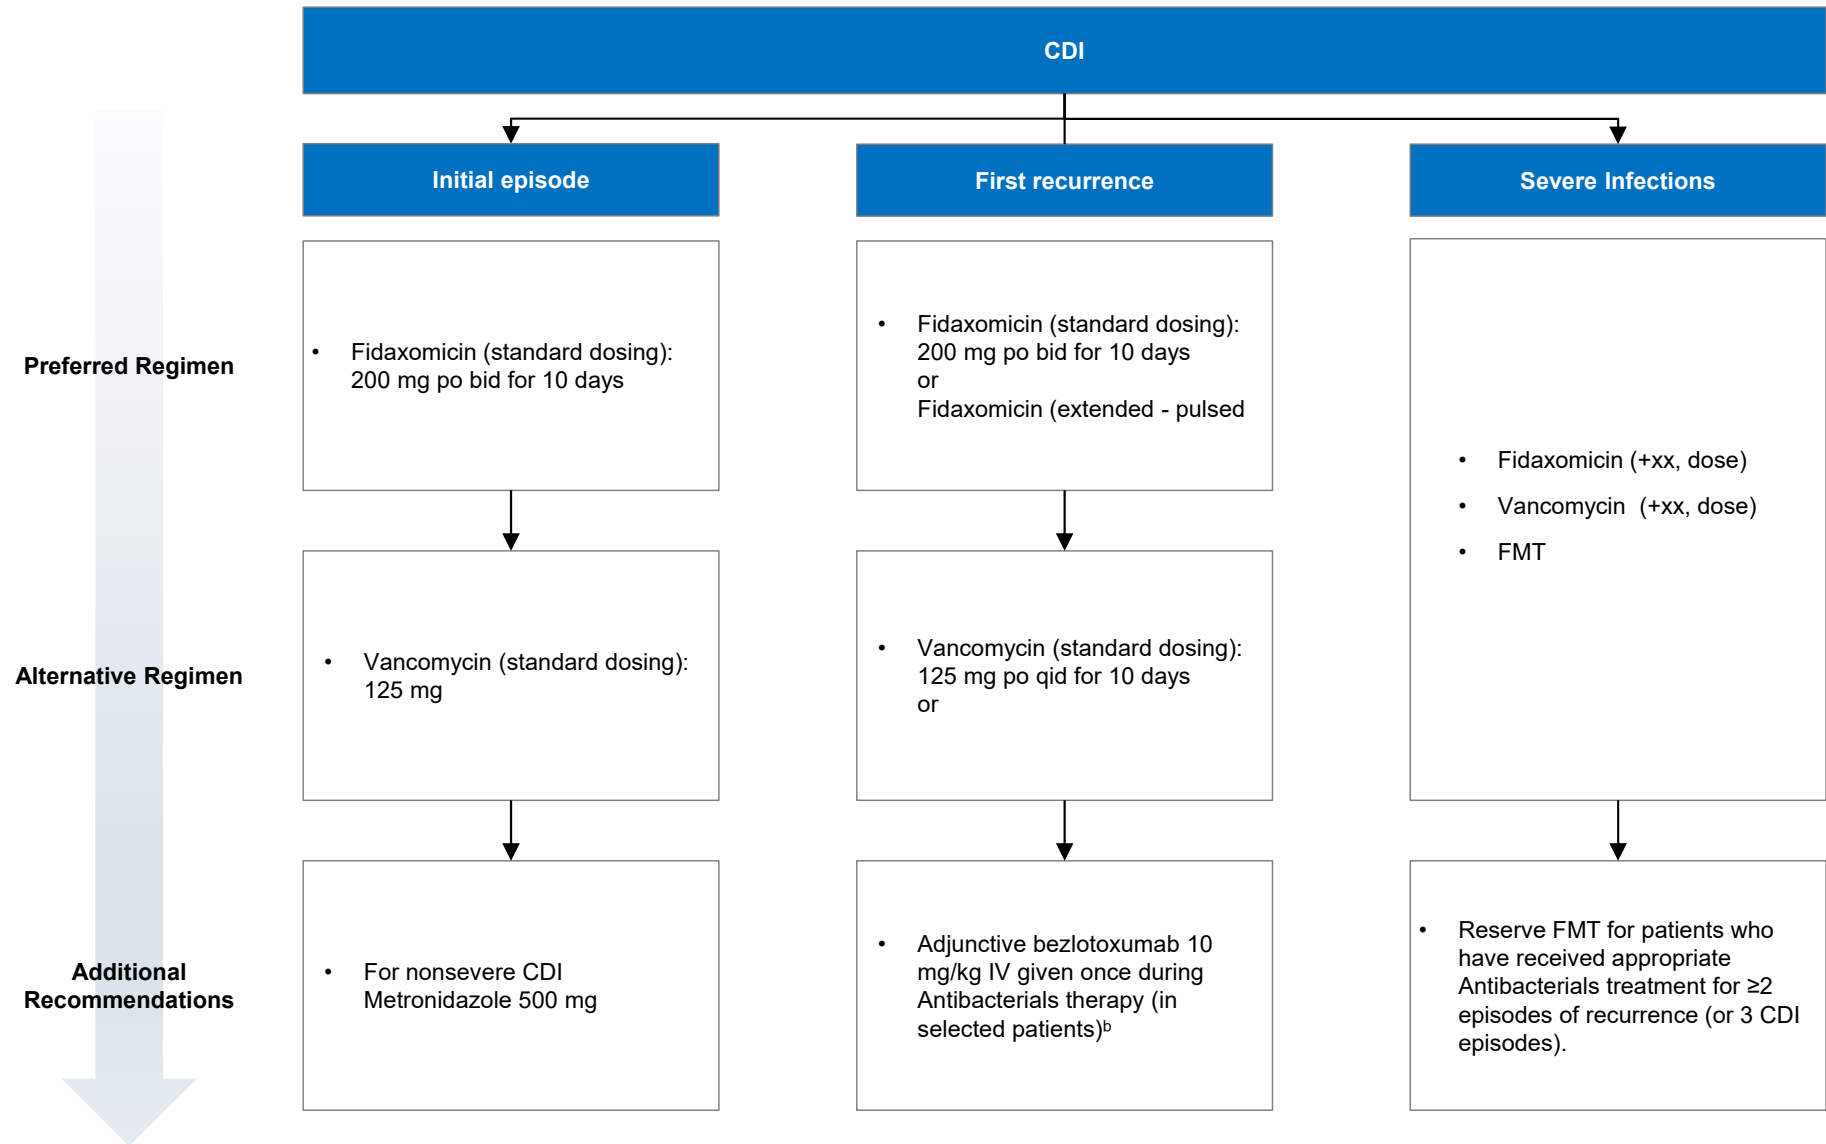 CDI
Initial episode
First recurrence
Severe Infections
Preferred Regimen
• Fidaxomicin (standard dosing):
200 mg po bid for 10 days
• Fidaxomicin (standard dosing):
200 mg po bid for 10 days
or
Fidaxomicin (extended - pulsed
• Fidaxomicin (+xx, dose)
• Vancomycin (+xx, dose)
• FMT
Alternative Regimen
• Vancomycin (standard dosing):
125 mg
• Vancomycin (standard dosing):
125 mg po qid for 10 days
or
Additional
Recommendations
• For nonsevere CDI
Metronidazole 500 mg
• Adjunctive bezlotoxumab 10
mg/kg IV given once during
Antibacterials therapy (in
selected patients)ᵇ
• Reserve FMT for patients who
have received appropriate
Antibacterials treatment for ≥2
episodes of recurrence (or 3 CDI
episodes).